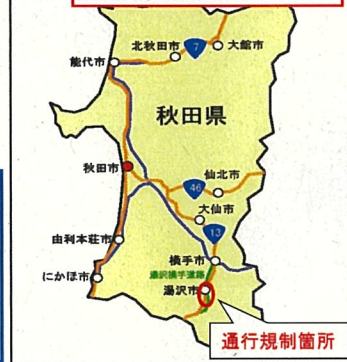 北秋田市
7
大館市
能代市
秋田県
秋田市
仙北市
46
大仙市
13
由利本荘市
横手市
湯沢横手道路
にかほ市
湯沢市
通行規制箇所